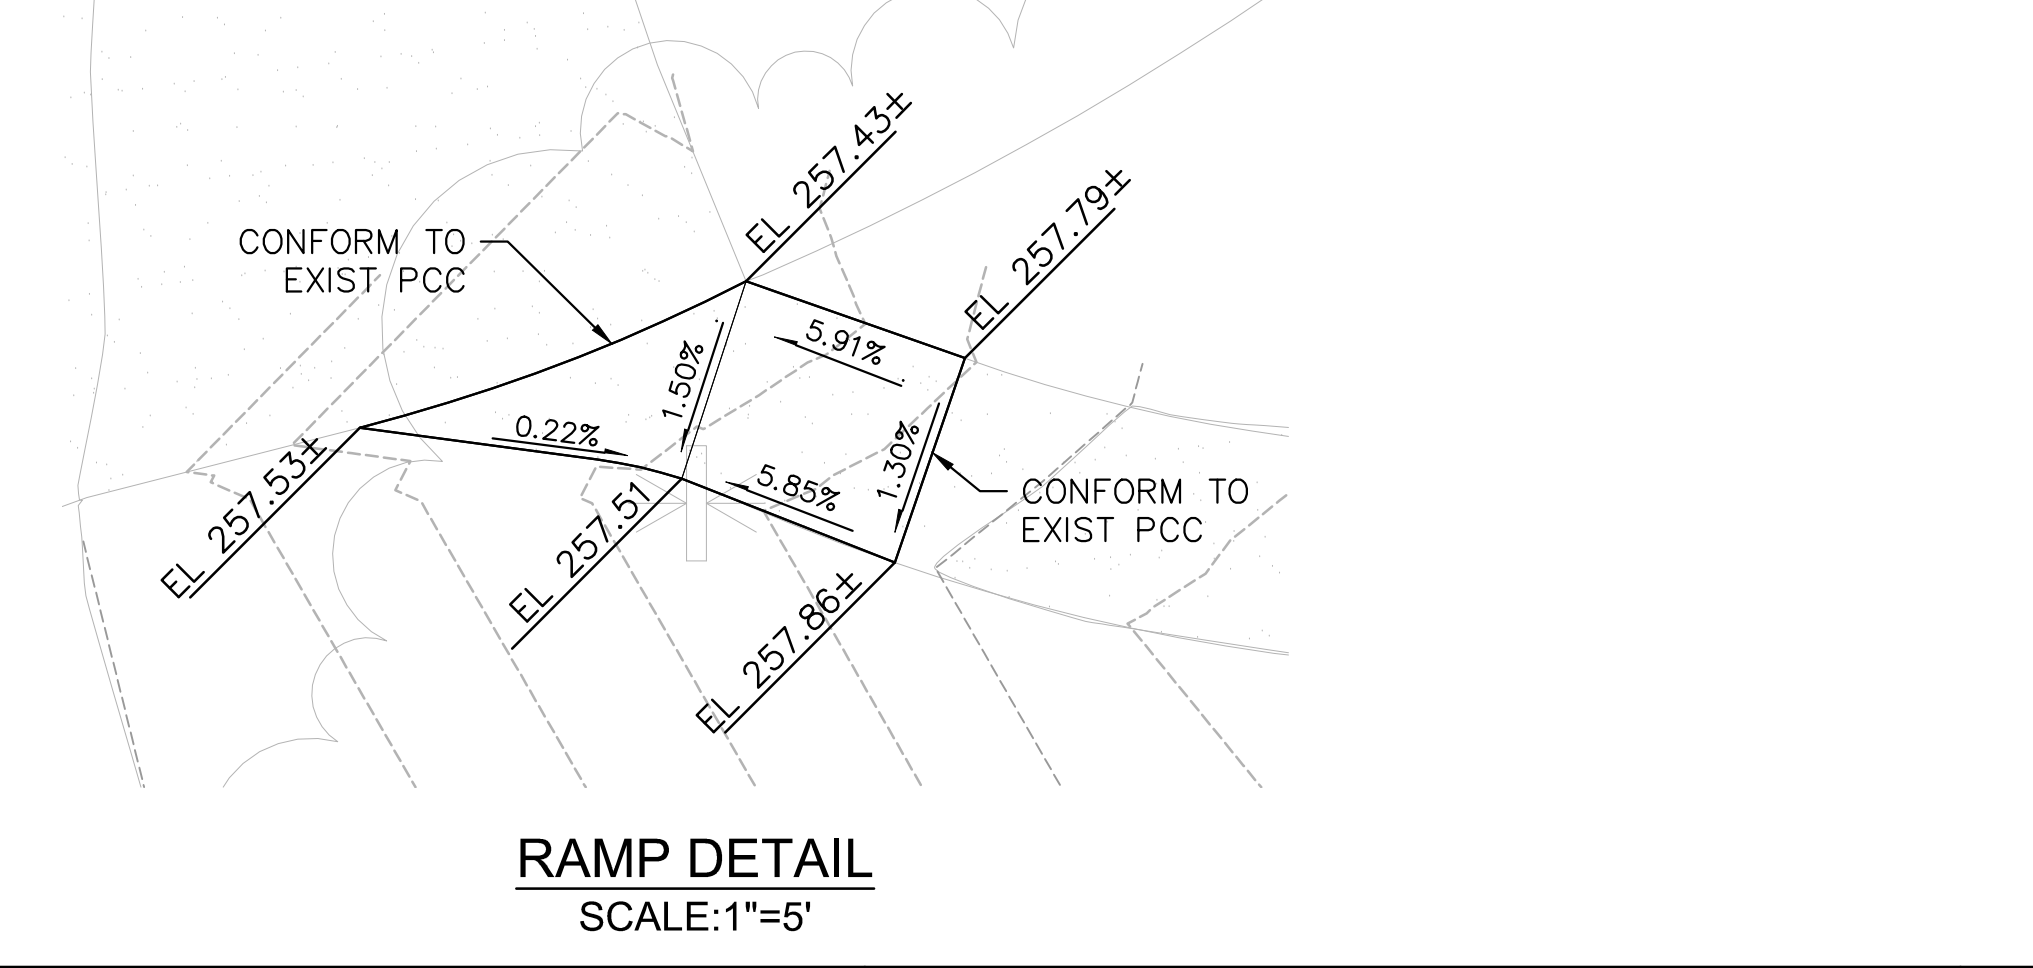 EL 257.43±
EL 257.79±
CONFORM TO
EXIST PCC
5.91%
1.50%
0.22%
EL 257.53±
1.30%
5.85%
CONFORM TO
EXIST PCC
EL 257.51
EL 257.86±
RAMP DETAIL
SCALE:1"=5'